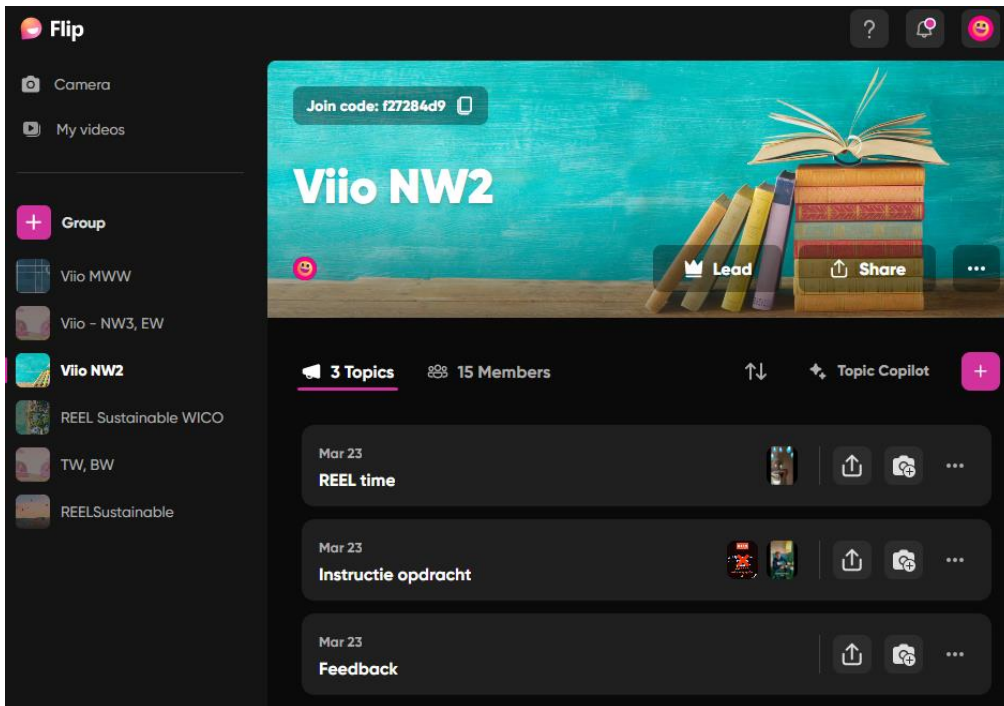 Flip
?
Camera
My videos
Group
Viio MWW
Viio - NW3, EW
Viio NW2
REEL Sustainable WICO
TW, BW
REELSustainable
Join code: f27284d9
Viio NW2
Lead
Share
3 Topics
15 Members
Topic Copilot
Mar 23
REEL time
Mar 23
Instructie opdracht
Mar 23
Feedback